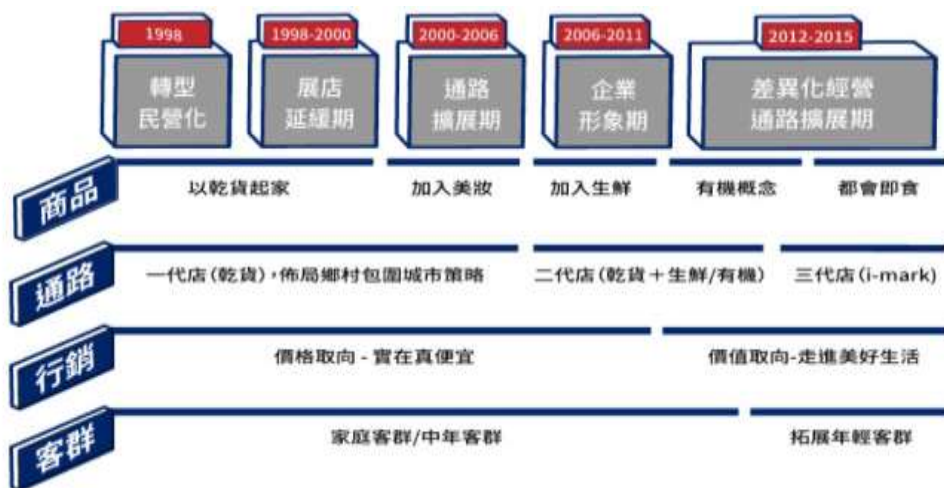 1998
轉型
民營化
1998-2000
展店
延緩期
2000-2006
通路
擴展期
2006-2011
企業
形象期
2012-2015
差異化經營
通路擴展期
商品
以乾貨起家
加入美妝
加入生鮮
有機概念
都會即食
通路
一代店(乾貨),佈局鄉村包圍城市策略
二代店(乾貨+生鮮/有機)
三代店(i-mark)
行銷
價格取向 - 實在真便宜
價值取向-走進美好生活
客群
家庭客群/中年客群
拓展年輕客群